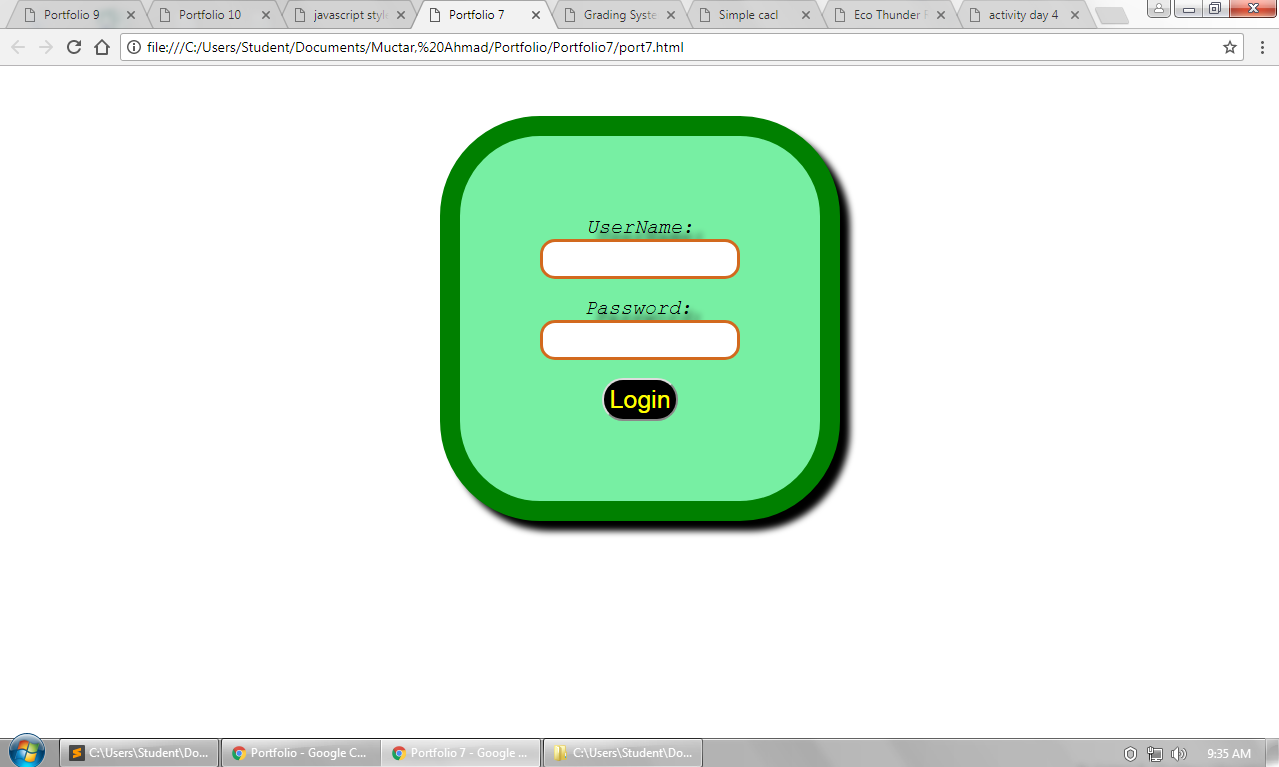 Portfolio 9
Portfolio 10
javascript styl
Portfolio 7
Grading Syste
Simple cacl
Eco Thunder
activity day 4
file:///C:/Users/Student/Documents/Muctar,%20Ahmad/Portfolio/Portfolio7/port7.html
UserName:
Password:
Login
C:\Users\Student\Do...
Portfolio - Google C...
Portfolio 7 - Google ...
C:\Users\Student\Do...
9:35 AM